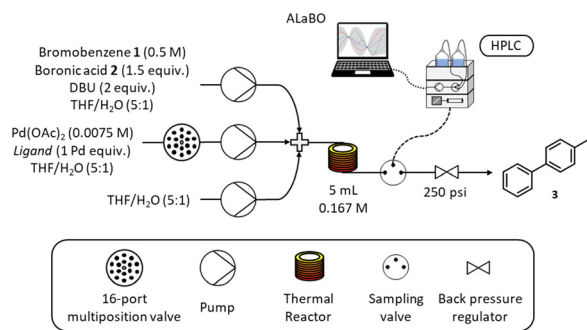 ALaBO
HPLC
Bromobenzene 1 (0.5 M)
Boronic acid 2 (1.5 equiv.)
DBU (2 equiv.)
THF/H₂O (5:1)
Pd(OAc)₂ (0.0075 M)
Ligand (1 Pd equiv.)
THF/H₂O (5:1)
THF/H₂O (5:1)
5 mL
0.167 M
250 psi
3
16-port
multiposition valve
Pump
Thermal
Reactor
Sampling
valve
Back pressure
regulator